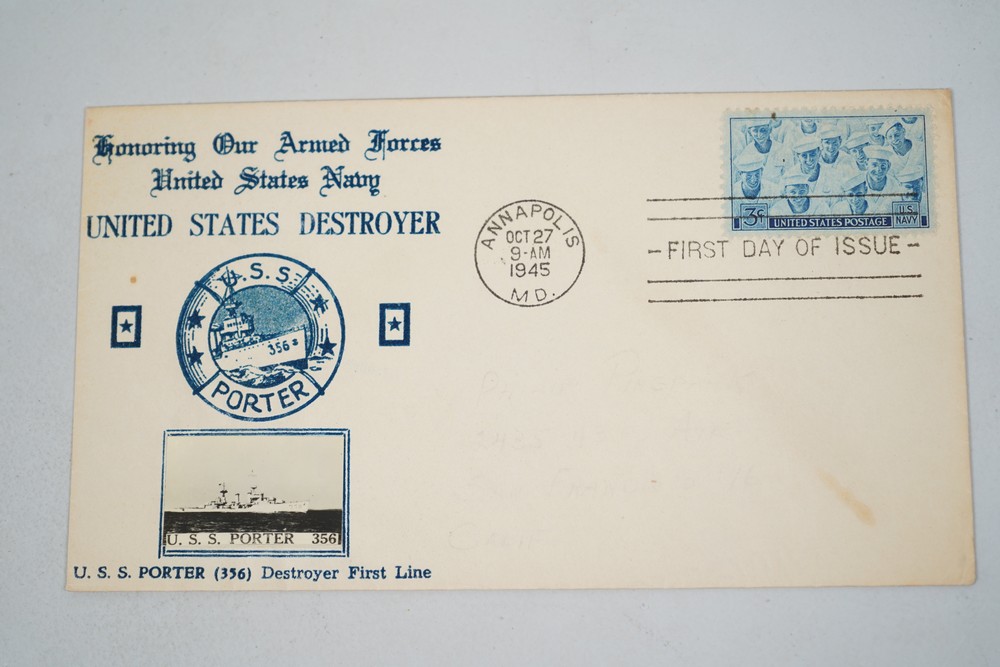 Honoring Our Armed Forces
United States Navy
UNITED STATES DESTROYER
U.S.S.
356
PORTER
U. S. S. PORTER 356
U. S. S. PORTER (356) Destroyer First Line
ANNAPOLIS
OCT 27
9-AM
1945
MD.
3¢
UNITED STATES POSTAGE
U.S.
NAVY
- FIRST DAY OF ISSUE -